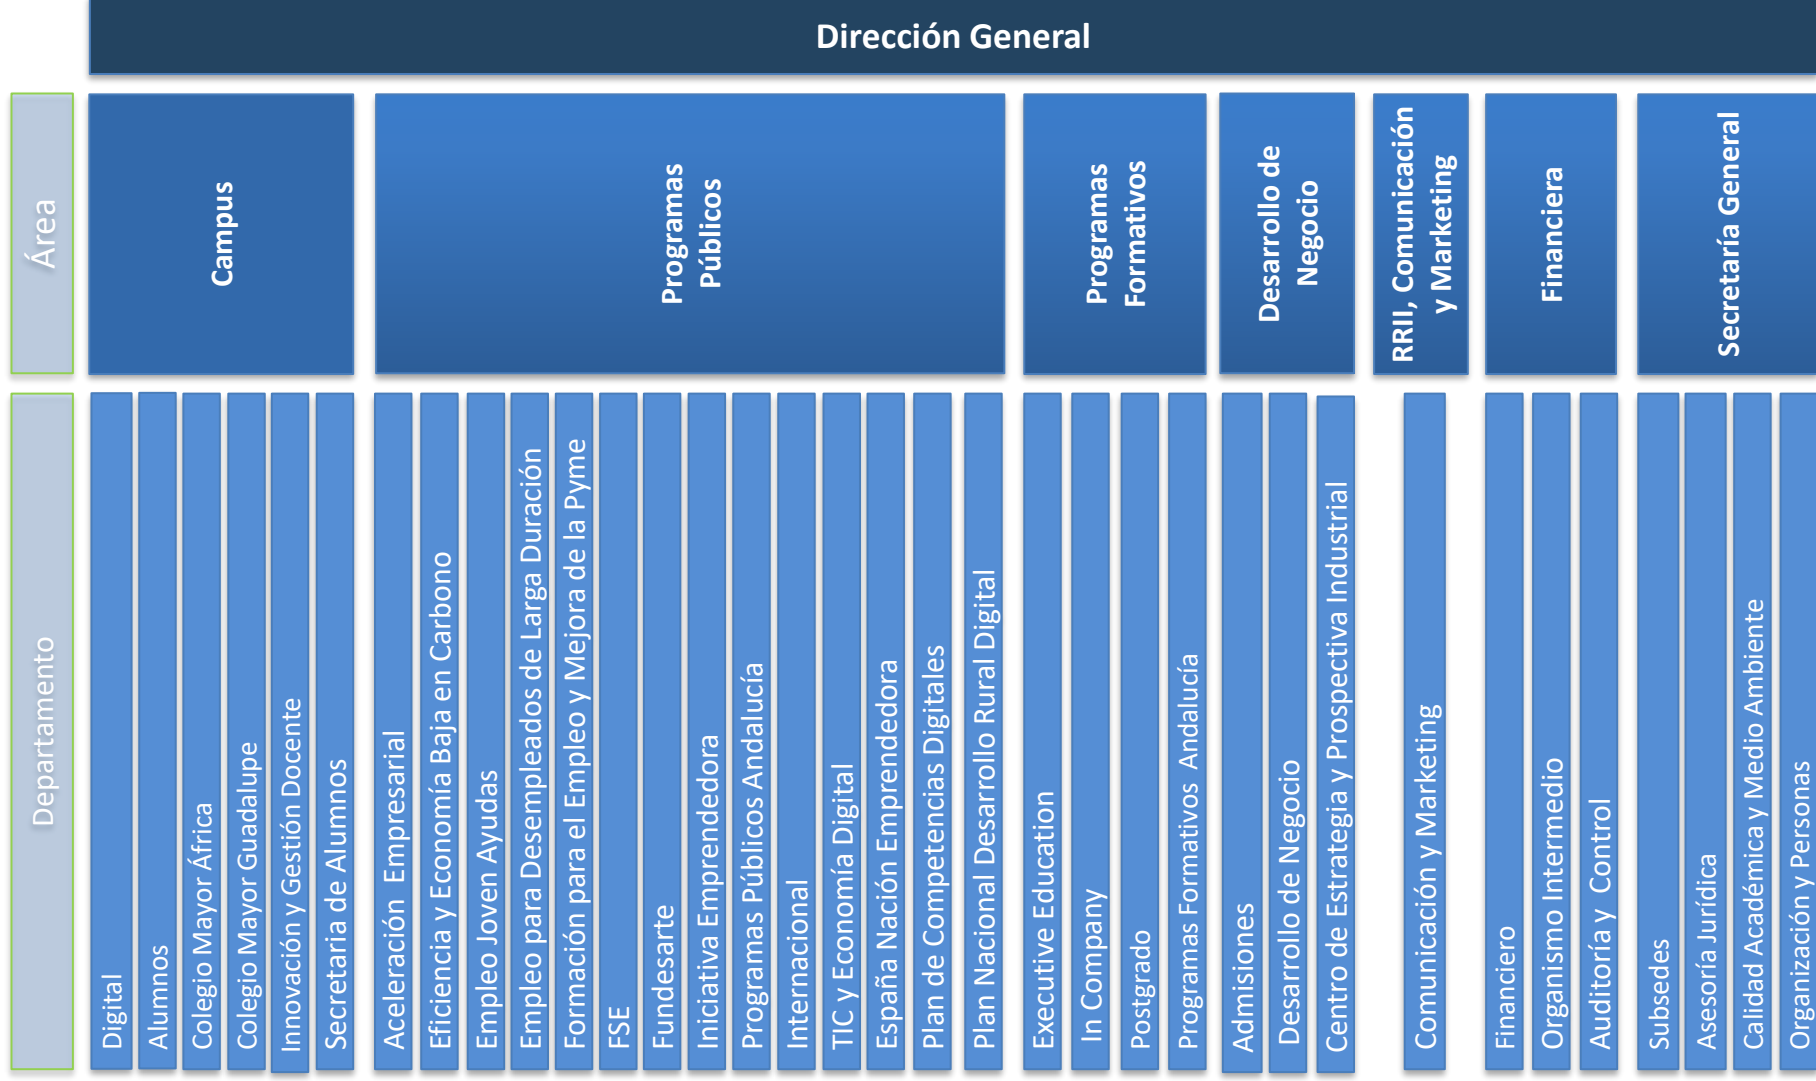 Dirección General
Área
Campus
Programas
Públicos
Programas
Formativos
Desarrollo de
Negocio
RRII, Comunicación
y Marketing
Financiera
Secretaría General
Departamento
Digital
Alumnos
Colegio Mayor África
Colegio Mayor Guadalupe
Innovación y Gestión Docente
Secretaria de Alumnos
Aceleración Empresarial
Eficiencia y Economía Baja en Carbono
Empleo Joven Ayudas
Empleo para Desempleados de Larga Duración
Formación para el Empleo y Mejora de la Pyme
FSE
Fundesarte
Iniciativa Emprendedora
Programas Públicos Andalucía
Internacional
TIC y Economía Digital
España Nación Emprendedora
Plan de Competencias Digitales
Plan Nacional Desarrollo Rural Digital
Executive Education
In Company
Postgrado
Programas Formativos Andalucía
Admisiones
Desarrollo de Negocio
Centro de Estrategia y Prospectiva Industrial
Comunicación y Marketing
Financiero
Organismo Intermedio
Auditoría y Control
Subsedes
Asesoría Jurídica
Calidad Académica y Medio Ambiente
Organización y Personas